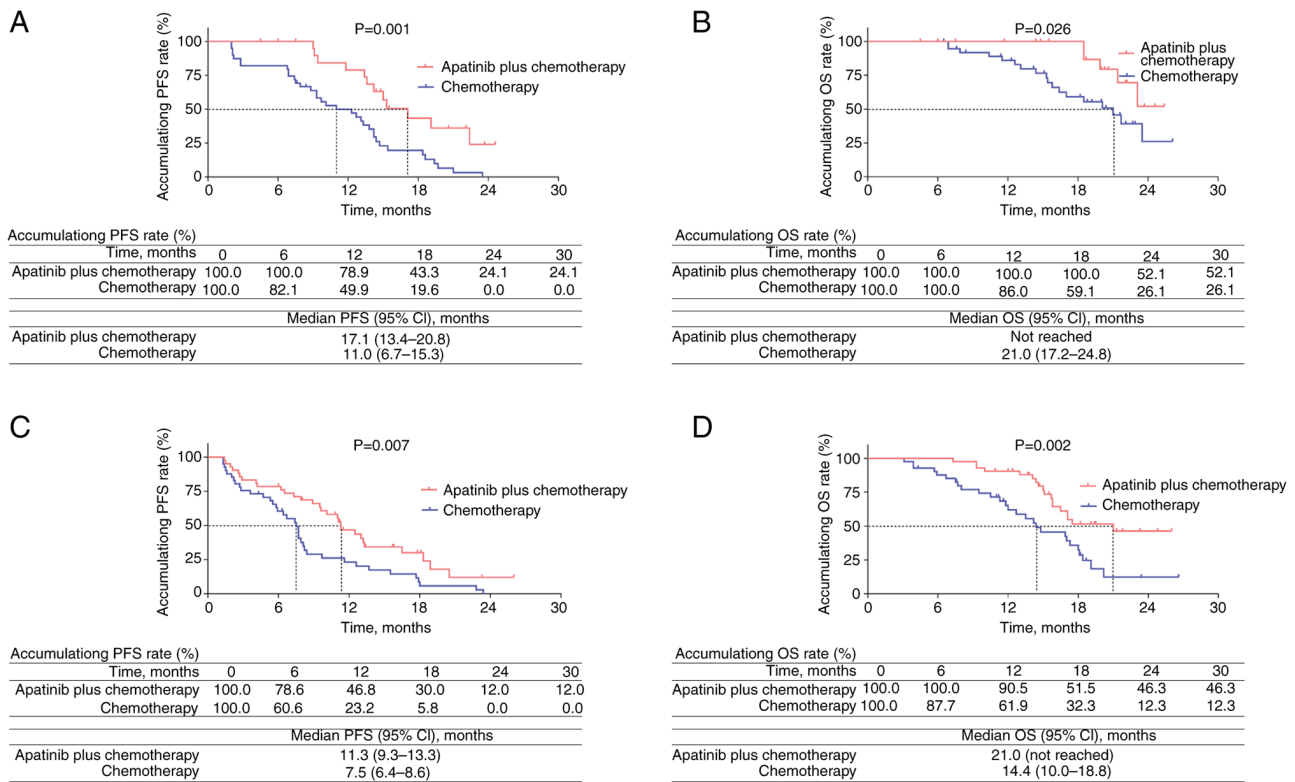 A
P=0.001
Accumulationg PFS rate (%)
100
75
50
25
0
0 6 12 18 24 30
Time, months
Apatinib plus chemotherapy
Chemotherapy
Accumulationg PFS rate (%)
Time, months 0 6 12 18 24 30
Apatinib plus chemotherapy 100.0 100.0 78.9 43.3 24.1 24.1
Chemotherapy 100.0 82.1 49.9 19.6 0.0 0.0
Median PFS (95% CI), months
Apatinib plus chemotherapy 17.1 (13.4–20.8)
Chemotherapy 11.0 (6.7–15.3)
B
P=0.026
Accumulationg OS rate (%)
100
75
50
25
0
0 6 12 18 24 30
Time, months
Apatinib plus
chemotherapy
Chemotherapy
Accumulationg OS rate (%)
Time, months 0 6 12 18 24 30
Apatinib plus chemotherapy 100.0 100.0 100.0 100.0 52.1 52.1
Chemotherapy 100.0 100.0 86.0 59.1 26.1 26.1
Median OS (95% CI), months
Apatinib plus chemotherapy Not reached
Chemotherapy 21.0 (17.2–24.8)
C
P=0.007
Accumulationg PFS rate (%)
100
75
50
25
0
0 6 12 18 24 30
Time, months
Apatinib plus chemotherapy
Chemotherapy
Accumulationg PFS rate (%)
Time, months 0 6 12 18 24 30
Apatinib plus chemotherapy 100.0 78.6 46.8 30.0 12.0 12.0
Chemotherapy 100.0 60.6 23.2 5.8 0.0 0.0
Median PFS (95% CI), months
Apatinib plus chemotherapy 11.3 (9.3–13.3)
Chemotherapy 7.5 (6.4–8.6)
D
P=0.002
Accumulationg OS rate (%)
100
75
50
25
0
0 6 12 18 24 30
Time, months
Apatinib plus chemotherapy
Chemotherapy
Accumulationg OS rate (%)
Time, months 0 6 12 18 24 30
Apatinib plus chemotherapy 100.0 100.0 90.5 51.5 46.3 46.3
Chemotherapy 100.0 87.7 61.9 32.3 12.3 12.3
Median OS (95% CI), months
Apatinib plus chemotherapy 21.0 (not reached)
Chemotherapy 14.4 (10.0–18.8)